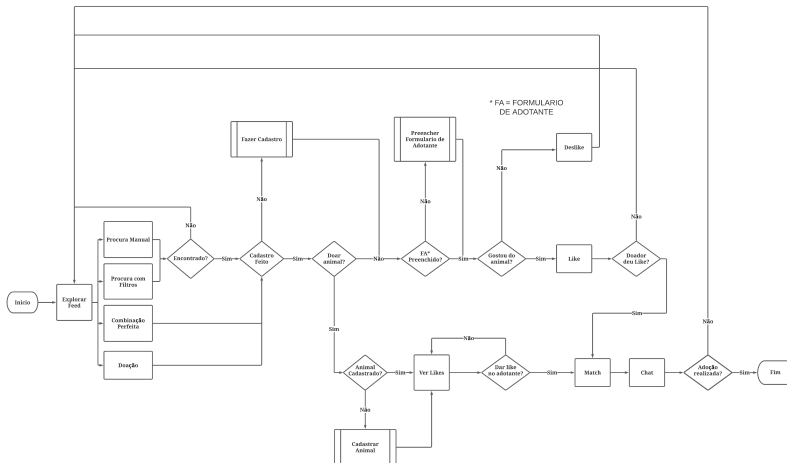 * FA = FORMULARIO
DE ADOTANTE
Preencher
Formulario de
Adotante
Fazer Cadastro
Deslike
Não
Não
Não
Não
Não
Procura Manual
Encontrado?
Sim
Cadastro
Feito
Sim
Doar
animal?
Não
FA*
Preenchido?
Sim
Gostou do
animal?
Sim
Like
Doador
deu Like?
Procura com
Filtros
Inicio
Explorar
Feed
Combinação
Perfeita
Sim
Sim
Não
Não
Doação
Animal
Cadastrado?
Sim
Ver Likes
Dar like
no adotante?
Sim
Match
Chat
Adoção
realizada?
Sim
Fim
Não
Cadastrar
Animal